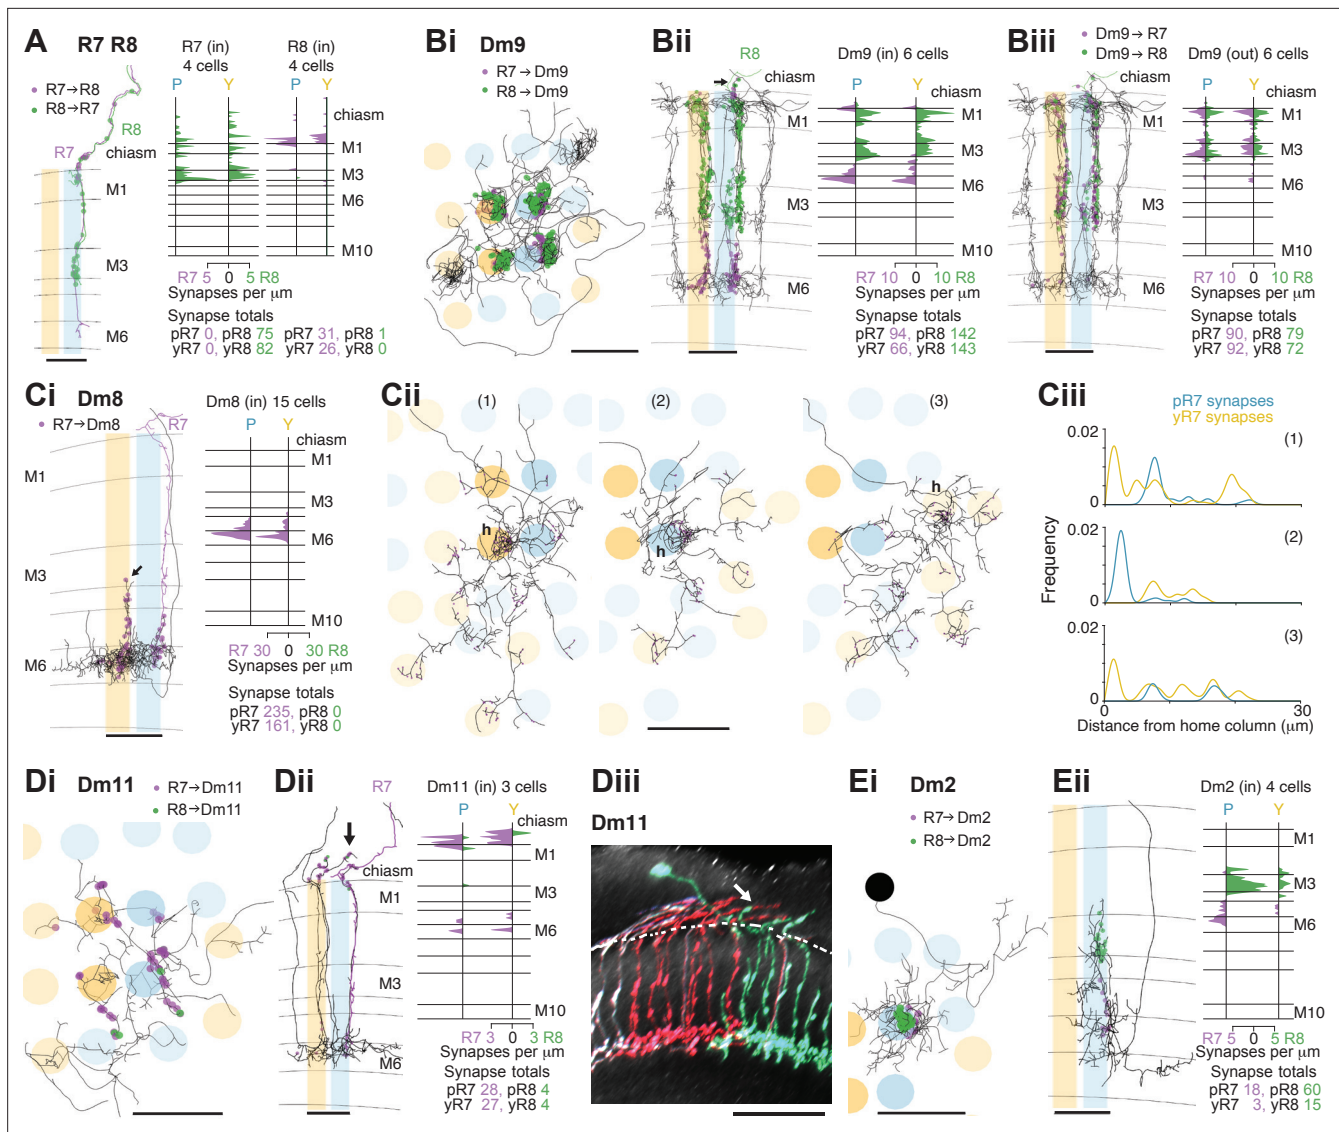 A R7 R8
R7→R8
R8→R7
R8
R7
chiasm
M1
M3
M6
R7 (in)
4 cells
R8 (in)
4 cells
P Y
chiasm
M1
M3
M6
M10
R7 5 0 5 R8
Synapses per μm
Synapse totals
pR7 0, pR8 75
yR7 0, yR8 82
pR7 31, pR8 1
yR7 26, yR8 0
Bi Dm9
R7→Dm9
R8→Dm9
Bii
R8
chiasm
M1
M3
M6
Dm9 (in) 6 cells
P Y
chiasm
M1
M3
M6
M10
R7 10 0 10 R8
Synapses per μm
Synapse totals
pR7 94, pR8 142
yR7 66, yR8 143
Biii
Dm9→R7
Dm9→R8
chiasm
Dm9 (out) 6 cells
P Y
chiasm
M1
M3
M6
M10
R7 10 0 10 R8
Synapses per μm
Synapse totals
pR7 90, pR8 79
yR7 92, yR8 72
Ci Dm8
R7→Dm8
R7
M1
M3
M6
Dm8 (in) 15 cells
P Y
chiasm
M1
M3
M6
M10
R7 30 0 30 R8
Synapses per μm
Synapse totals
pR7 235, pR8 0
yR7 161, yR8 0
Cii
(1)
h
(2)
h
(3)
h
Ciii
pR7 synapses
yR7 synapses
0.02
(1)
0
0.02
(2)
0
0.02
(3)
0
Frequency
0 30
Distance from home column (μm)
Di Dm11
R7→Dm11
R8→Dm11
Dii
R7
chiasm
M1
M3
M6
Dm11 (in) 3 cells
P Y
chiasm
M1
M3
M6
M10
R7 3 0 3 R8
Synapses per μm
Synapse totals
pR7 28, pR8 4
yR7 27, yR8 4
Diii
Dm11
Ei Dm2
R7→Dm2
R8→Dm2
Eii
Dm2 (in) 4 cells
P Y
M1
M3
M6
M10
R7 5 0 5 R8
Synapses per μm
Synapse totals
pR7 18, pR8 60
yR7 3, yR8 15